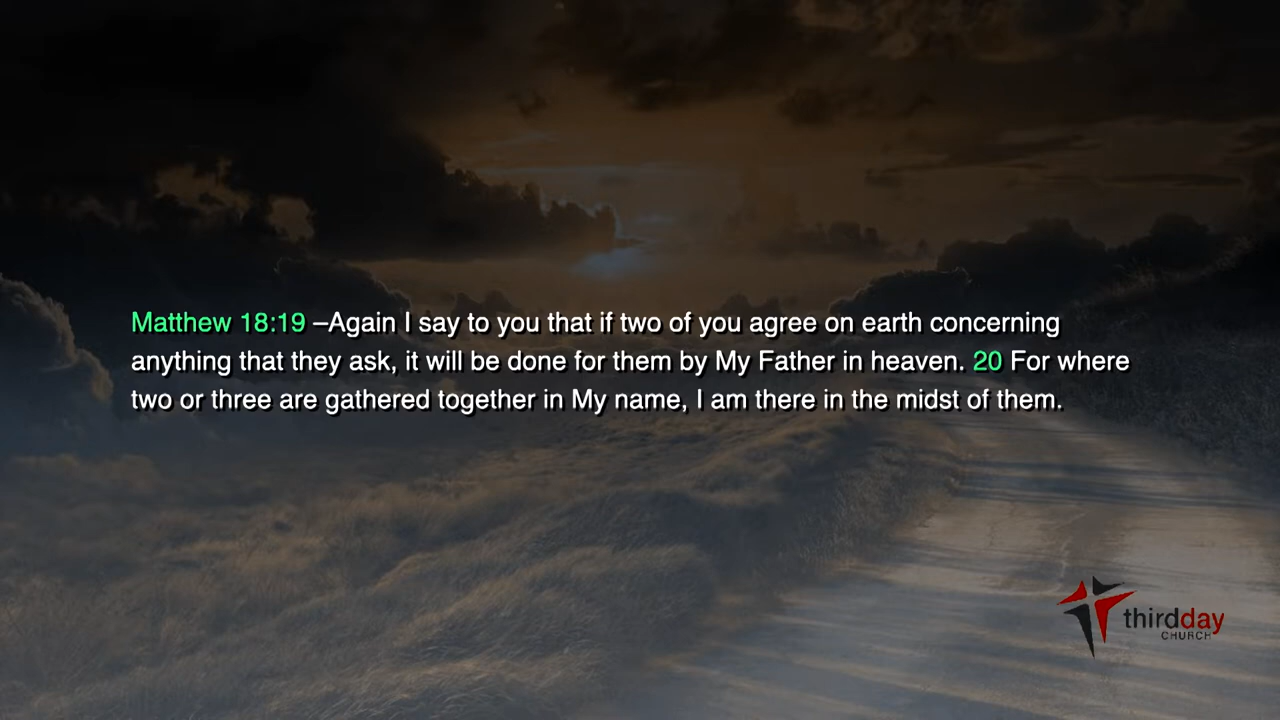 Matthew 18:19 –Again I say to you that if two of you agree on earth concerning
anything that they ask, it will be done for them by My Father in heaven. 20 For where
two or three are gathered together in My name, I am there in the midst of them.
thirdday
CHURCH